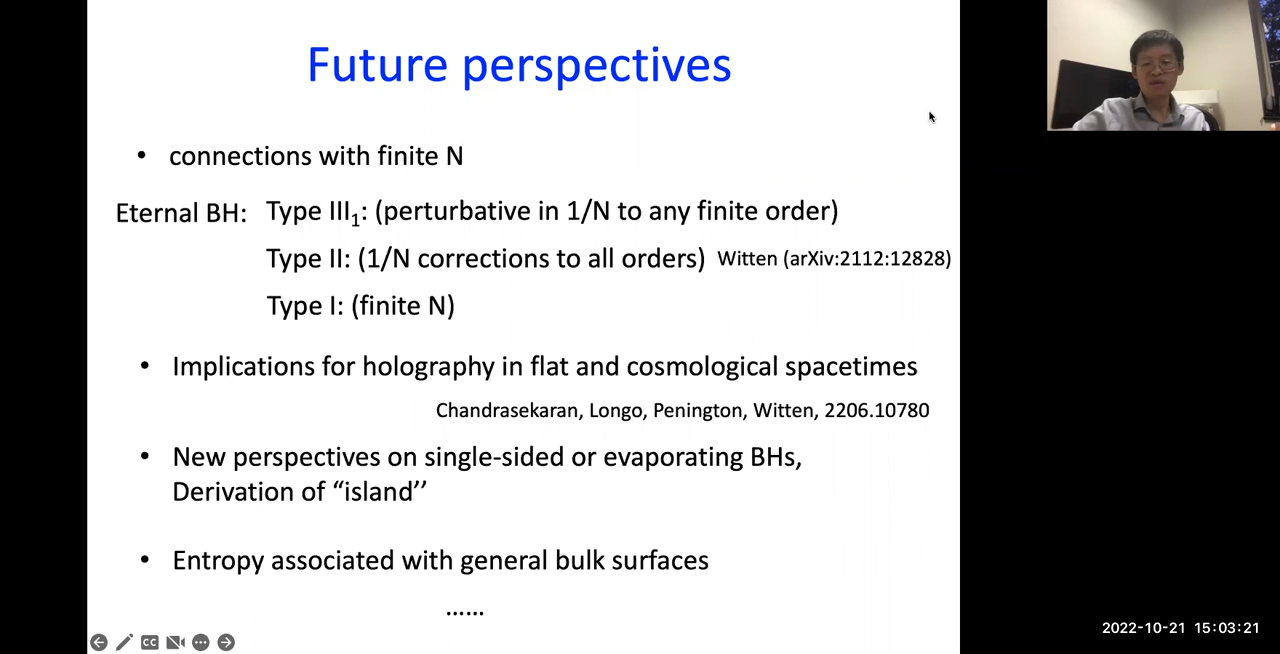 Future perspectives
• connections with finite N
Eternal BH: Type III₁: (perturbative in 1/N to any finite order)
Type II: (1/N corrections to all orders) Witten (arXiv:2112:12828)
Type I: (finite N)
• Implications for holography in flat and cosmological spacetimes
Chandrasekaran, Longo, Penington, Witten, 2206.10780
• New perspectives on single-sided or evaporating BHs,
Derivation of “island’’
• Entropy associated with general bulk surfaces
......
CC
2022-10-21 15:03:21